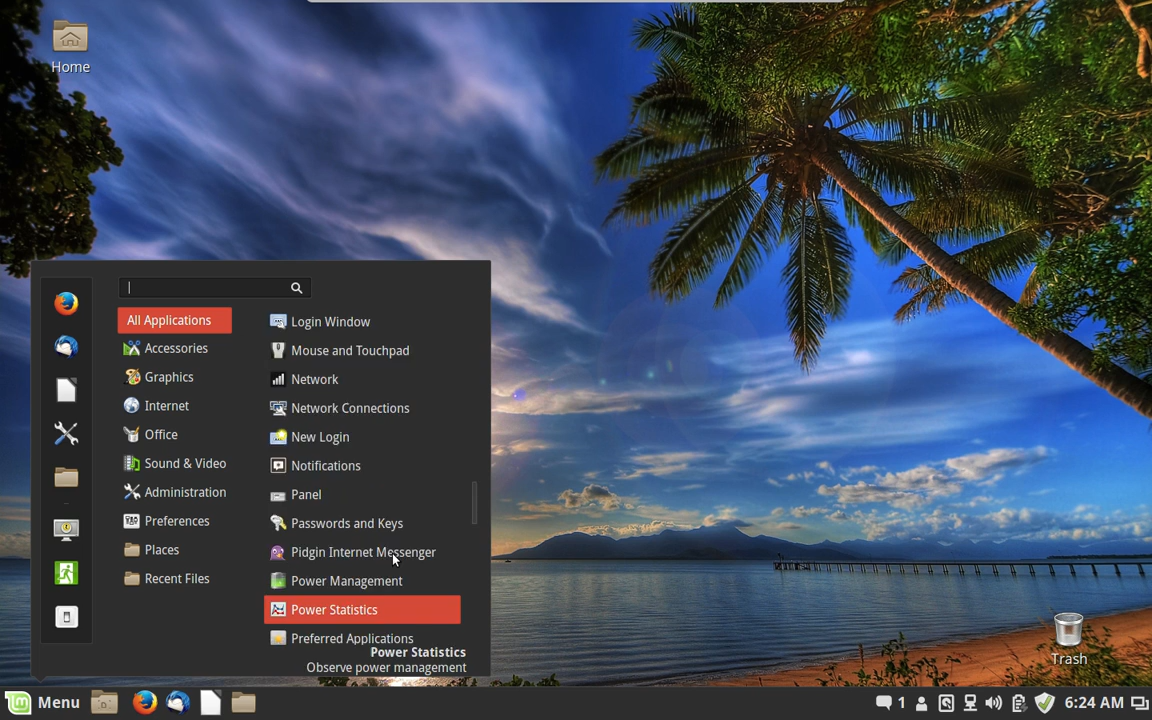 Home
All Applications
Accessories
Graphics
Internet
Office
Sound & Video
Administration
Preferences
Places
Recent Files
Login Window
Mouse and Touchpad
Network
Network Connections
New Login
Notifications
Panel
Passwords and Keys
Pidgin Internet Messenger
Power Management
Power Statistics
Preferred Applications
Power Statistics
Observe power management
Trash
Menu
1
6:24 AM